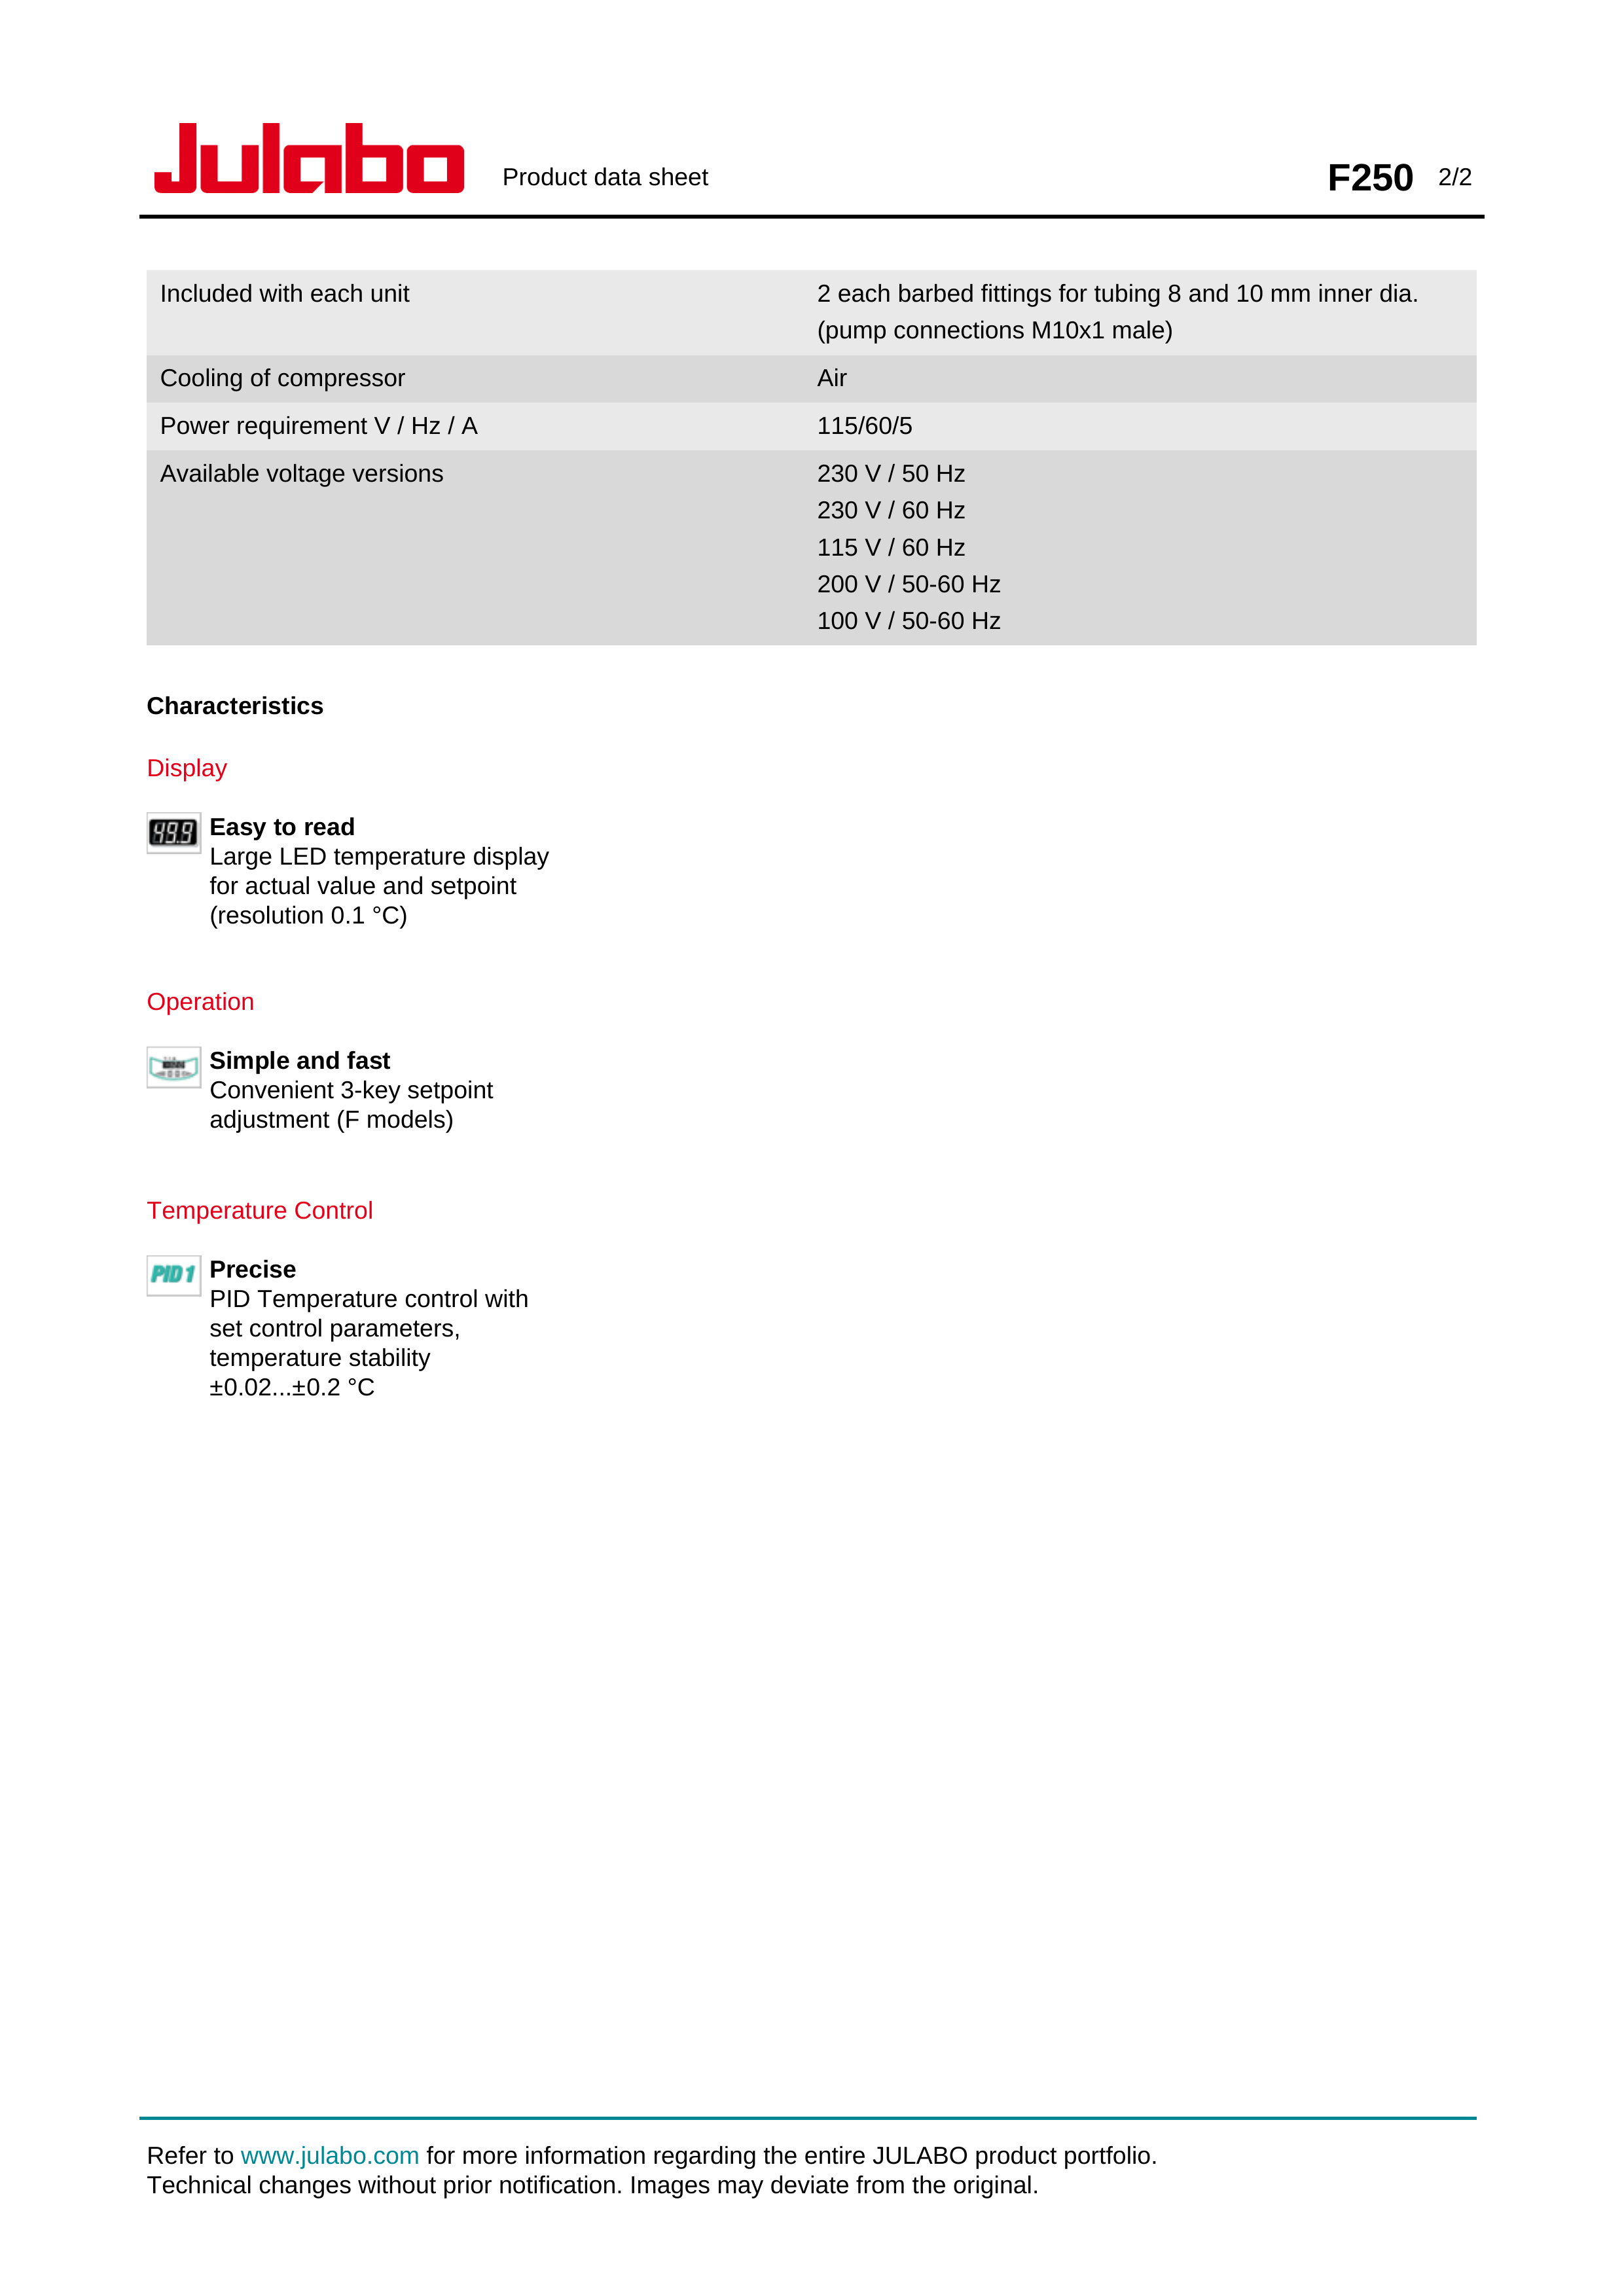 Julabo Product data sheet F250 2/2
Included with each unit 2 each barbed fittings for tubing 8 and 10 mm inner dia.
(pump connections M10x1 male)
Cooling of compressor Air
Power requirement V / Hz / A 115/60/5
Available voltage versions 230 V / 50 Hz
230 V / 60 Hz
115 V / 60 Hz
200 V / 50-60 Hz
100 V / 50-60 Hz
Characteristics
Display
49.9 Easy to read
Large LED temperature display
for actual value and setpoint
(resolution 0.1 °C)
Operation
Simple and fast
Convenient 3-key setpoint
adjustment (F models)
Temperature Control
PID1 Precise
PID Temperature control with
set control parameters,
temperature stability
±0.02...±0.2 °C
Refer to www.julabo.com for more information regarding the entire JULABO product portfolio.
Technical changes without prior notification. Images may deviate from the original.